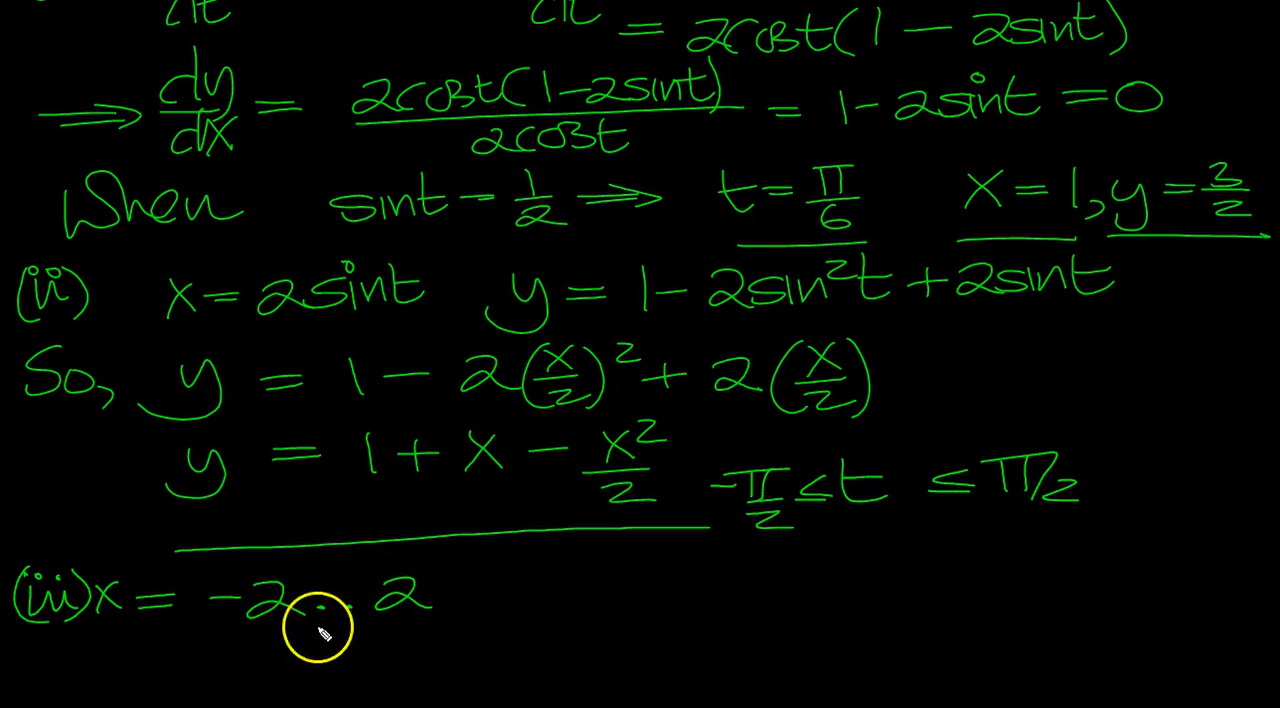 dt dt = 2cost(1 - 2sint)
⟹ dy/dx = 2cost(1-2sint)/2cost = 1 - 2sint = 0
When sint = 1/2 ⟹ t = π/6 x = 1, y = 3/2
(ii) x = 2sint y = 1 - 2sin²t + 2sint
So, y = 1 - 2(x/2)² + 2(x/2)
y = 1 + x - x²/2 -π/2 ≤ t ≤ π/2
(iii) x = -2 .. 2